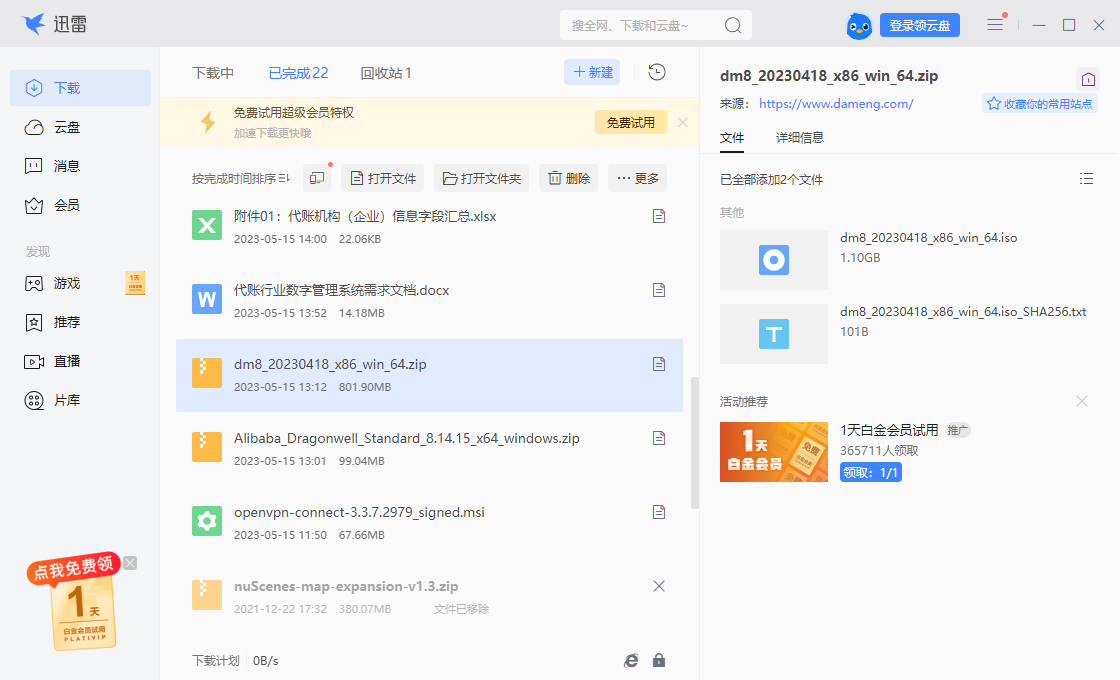 迅雷
搜全网、下载和云盘~
登录领云盘
下载
云盘
消息
会员
发现
游戏
1天
推荐
直播
片库
点我免费领
1天
白金会员试用
PLATIVIP
下载中
已完成22
回收站1
新建
免费试用超级会员特权
加速下载更快哦
免费试用
按完成时间排序
打开文件
打开文件夹
删除
更多
附件01：代账机构（企业）信息字段汇总.xlsx
2023-05-15 14:00 22.06KB
代账行业数字管理系统需求文档.docx
2023-05-15 13:52 14.18MB
dm8_20230418_x86_win_64.zip
2023-05-15 13:12 801.90MB
Alibaba_Dragonwell_Standard_8.14.15_x64_windows.zip
2023-05-15 13:01 99.04MB
openvpn-connect-3.3.7.2979_signed.msi
2023-05-15 11:50 67.66MB
nuScenes-map-expansion-v1.3.zip
2021-12-22 17:32 380.07MB 文件已移除
下载计划 0B/s
dm8_20230418_x86_win_64.zip
来源： https://www.dameng.com/
收藏你的常用站点
文件
详细信息
已全部添加2个文件
其他
dm8_20230418_x86_win_64.iso
1.10GB
dm8_20230418_x86_win_64.iso_SHA256.txt
101B
活动推荐
1天
白金会员
免费
1天白金会员试用 推广
365711人领取
领取：1/1